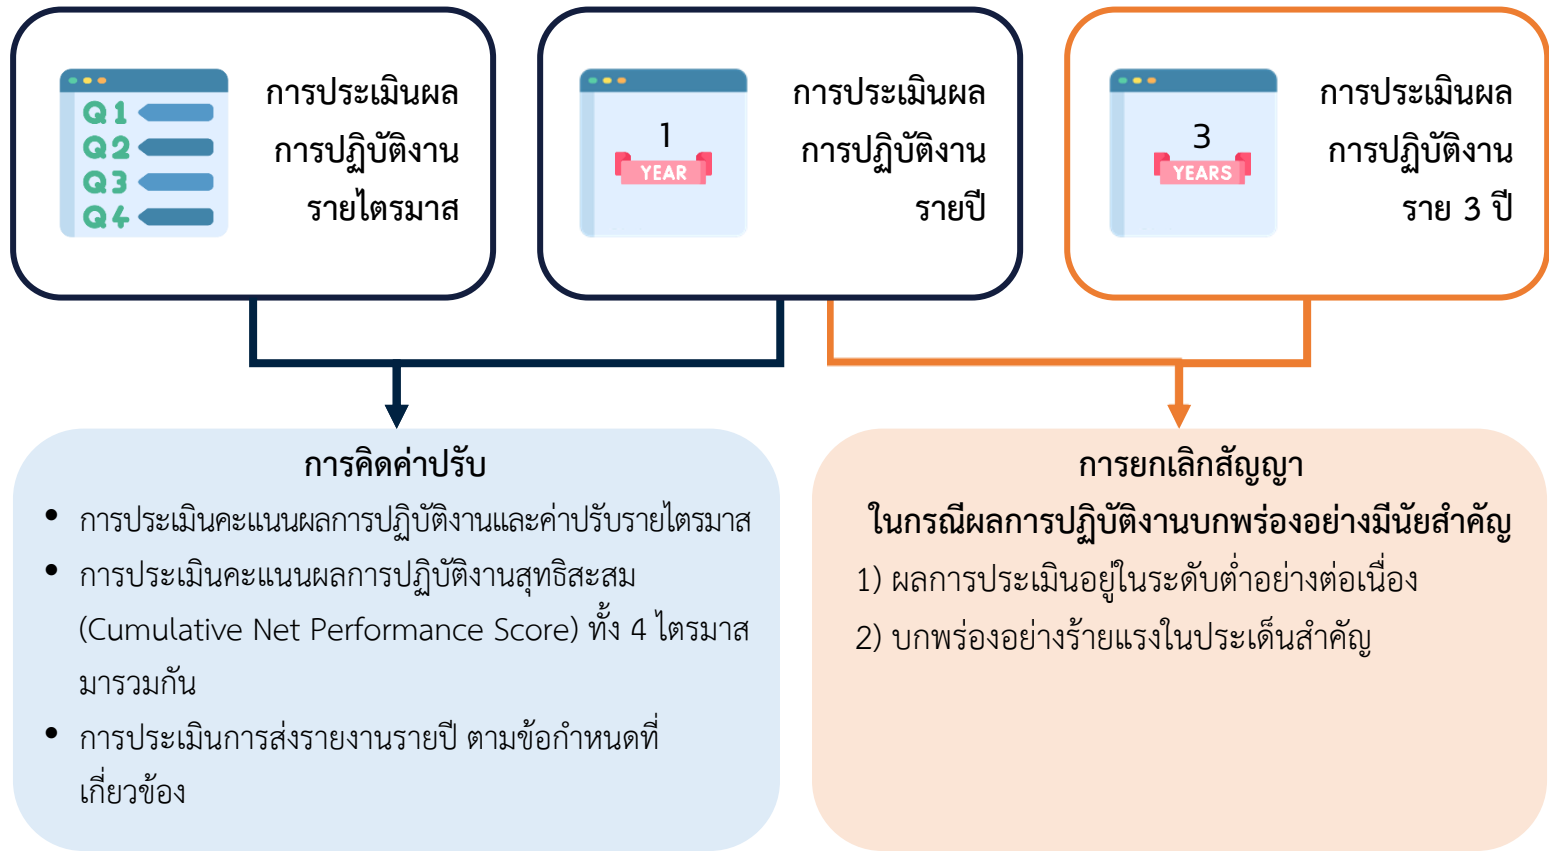 Q1
Q2
Q3
Q4
การประเมินผล
การปฏิบัติงาน
รายไตรมาส
1
YEAR
การประเมินผล
การปฏิบัติงาน
รายปี
3
YEARS
การประเมินผล
การปฏิบัติงาน
ราย 3 ปี
การคิดค่าปรับ
• การประเมินคะแนนผลการปฏิบัติงานและค่าปรับรายไตรมาส
• การประเมินคะแนนผลการปฏิบัติงานสุทธิสะสม
(Cumulative Net Performance Score) ทั้ง 4 ไตรมาส
มารวมกัน
• การประเมินการส่งรายงานรายปี ตามข้อกำหนดที่
เกี่ยวข้อง
การยกเลิกสัญญา
ในกรณีผลการปฏิบัติงานบกพร่องอย่างมีนัยสำคัญ
1) ผลการประเมินอยู่ในระดับต่ำอย่างต่อเนื่อง
2) บกพร่องอย่างร้ายแรงในประเด็นสำคัญ